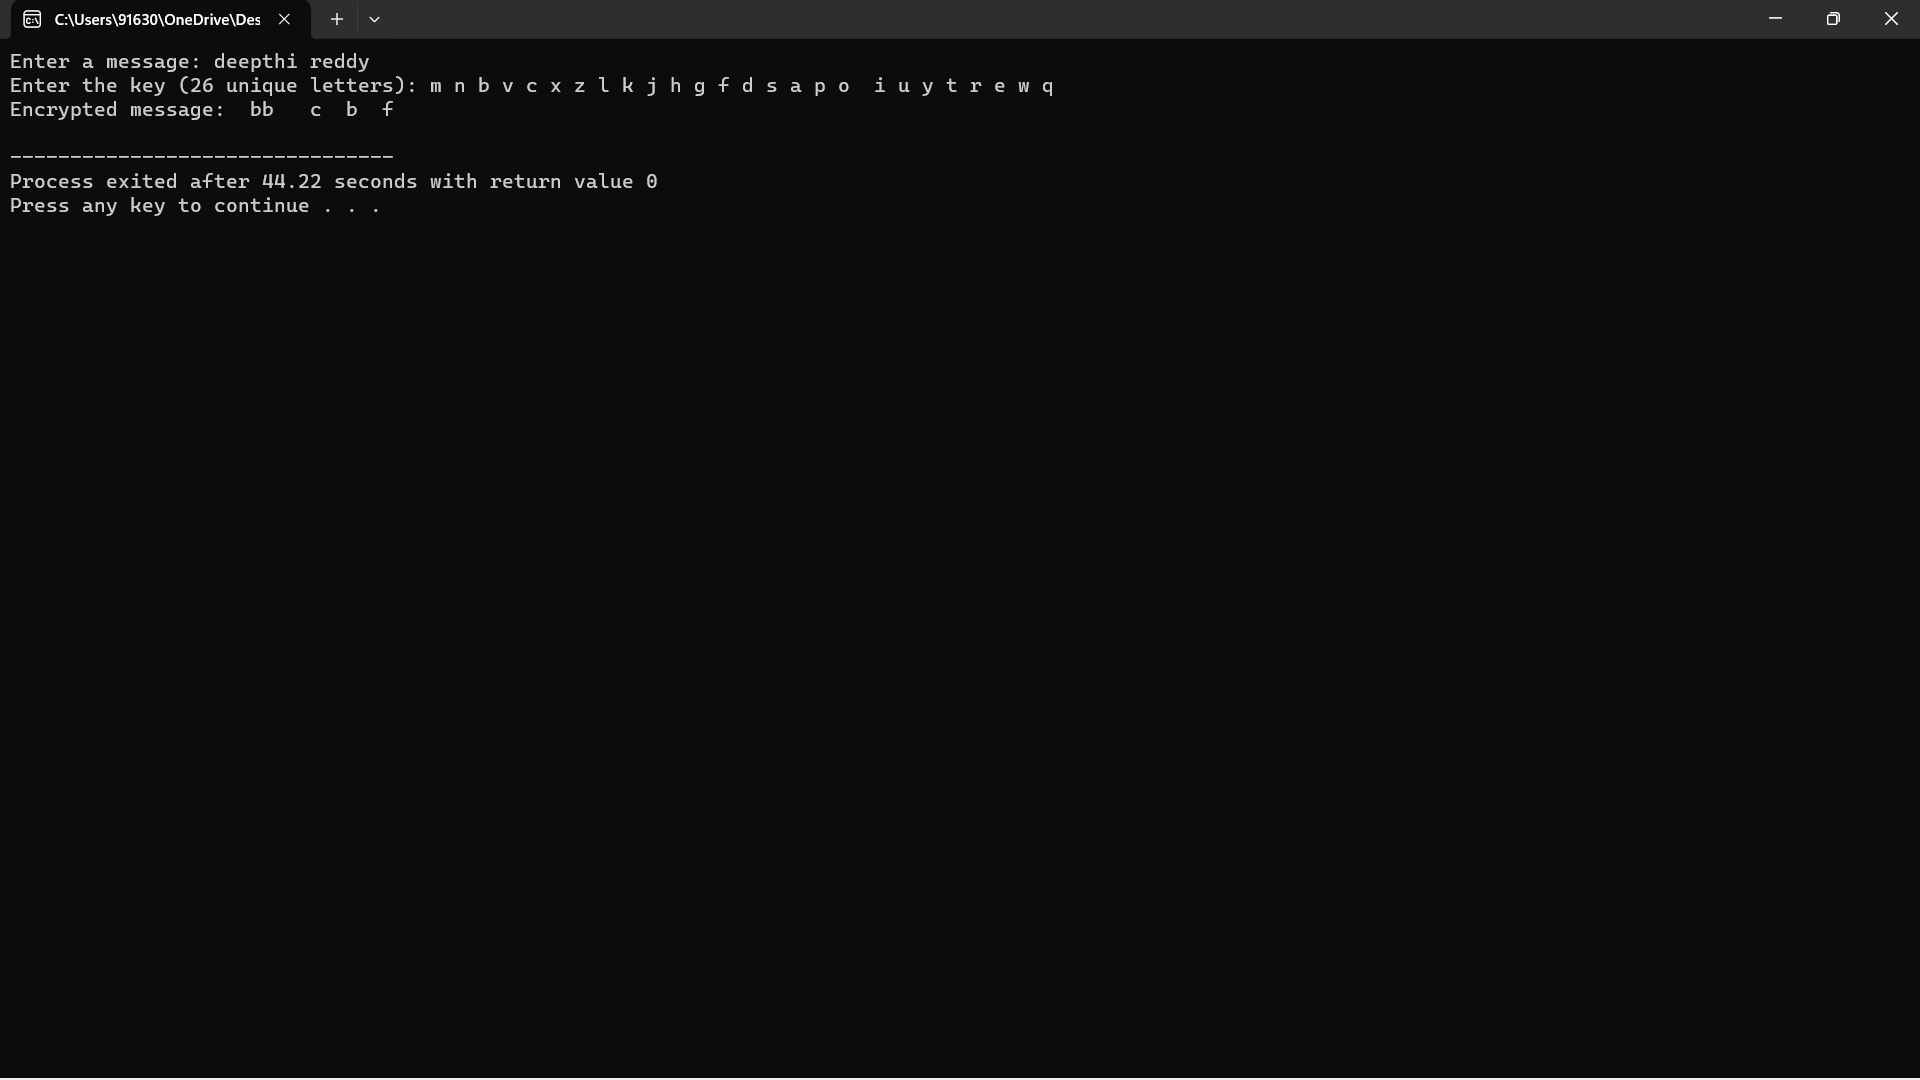 C:\Users\91630\OneDrive\Des
Enter a message: deepthi reddy
Enter the key (26 unique letters): m n b v c x z l k j h g f d s a p o  i u y t r e w q
Encrypted message:  bb   c  b  f
--------------------------------
Process exited after 44.22 seconds with return value 0
Press any key to continue . . .